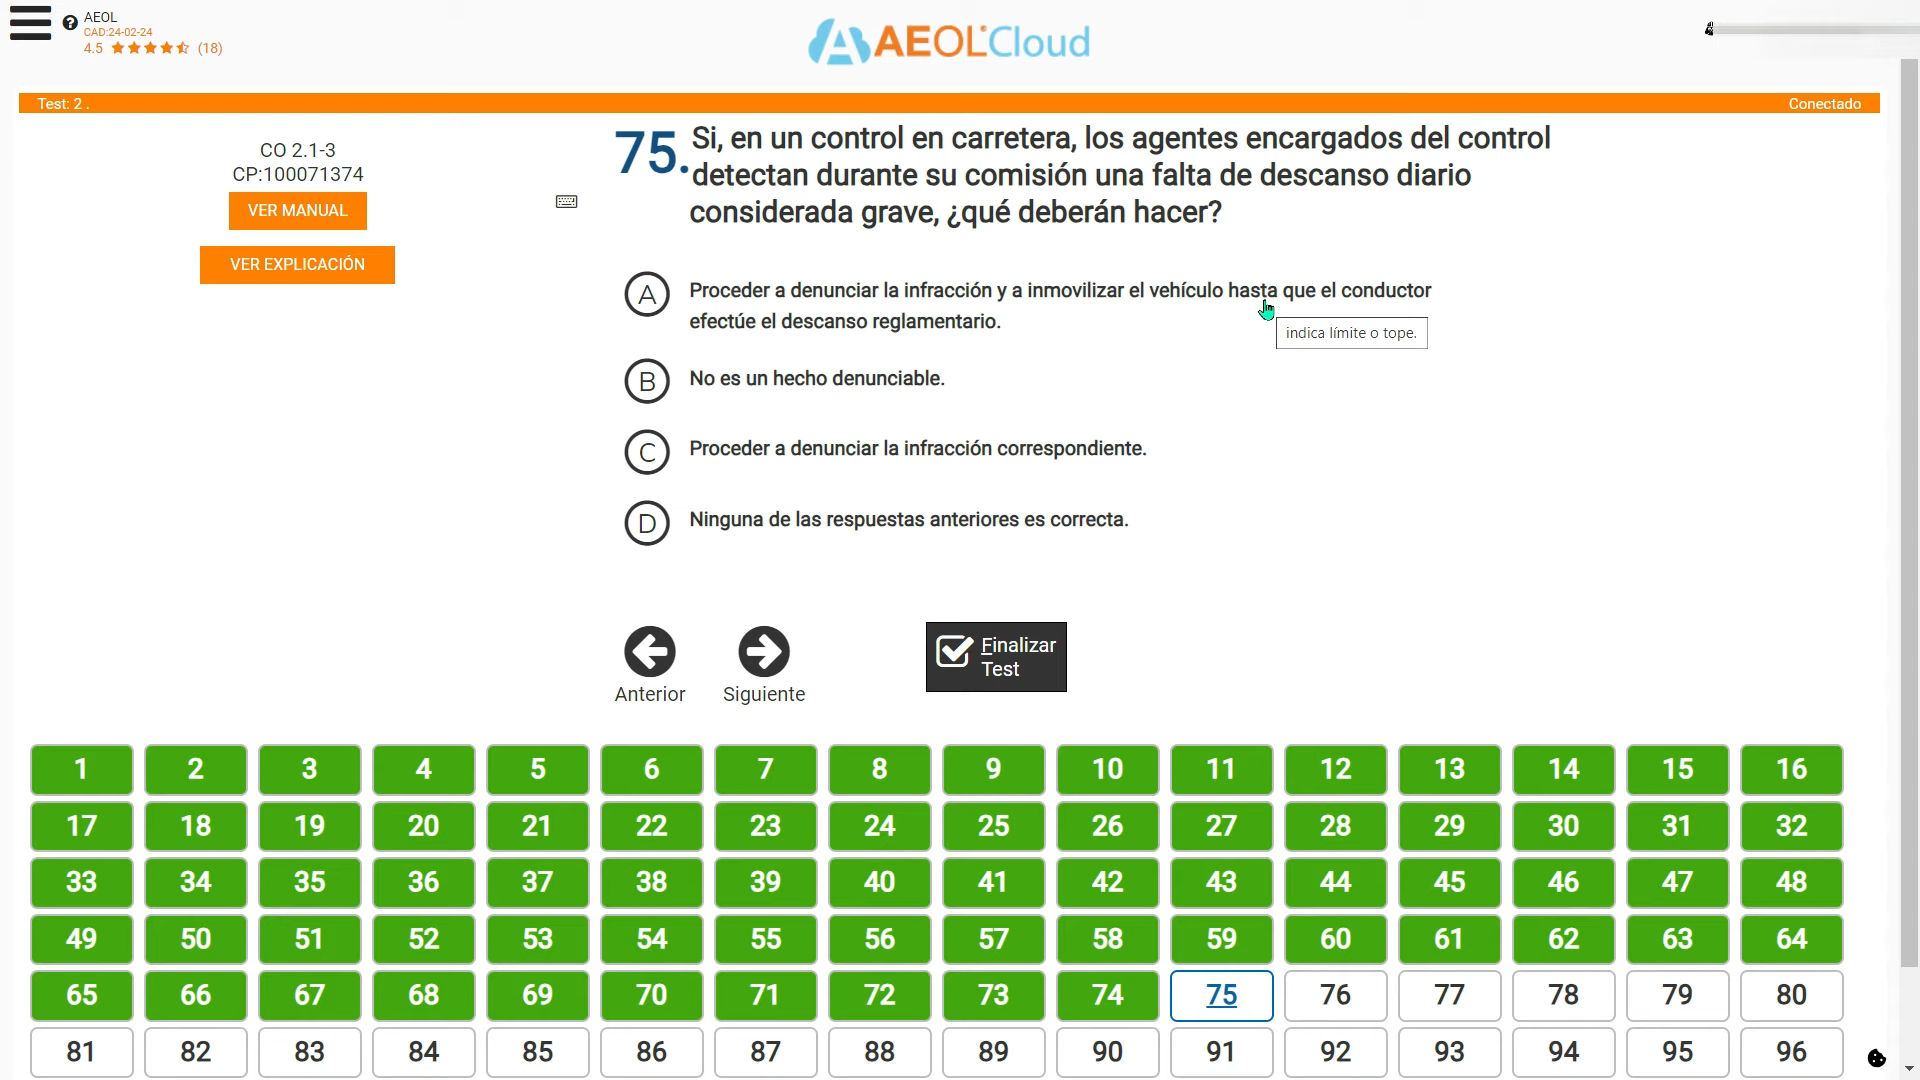 AEOL
CAD:24-02-24
4.5 (18)
AEOL Cloud
Test: 2 .
Conectado
CO 2.1-3
CP:100071374
VER MANUAL
VER EXPLICACIÓN
75. Si, en un control en carretera, los agentes encargados del control
detectan durante su comisión una falta de descanso diario
considerada grave, ¿qué deberán hacer?
A Proceder a denunciar la infracción y a inmovilizar el vehículo hasta que el conductor
efectúe el descanso reglamentario.
indica límite o tope.
B No es un hecho denunciable.
C Proceder a denunciar la infracción correspondiente.
D Ninguna de las respuestas anteriores es correcta.
Anterior
Siguiente
Finalizar
Test
1 2 3 4 5 6 7 8 9 10 11 12 13 14 15 16
17 18 19 20 21 22 23 24 25 26 27 28 29 30 31 32
33 34 35 36 37 38 39 40 41 42 43 44 45 46 47 48
49 50 51 52 53 54 55 56 57 58 59 60 61 62 63 64
65 66 67 68 69 70 71 72 73 74 75 76 77 78 79 80
81 82 83 84 85 86 87 88 89 90 91 92 93 94 95 96